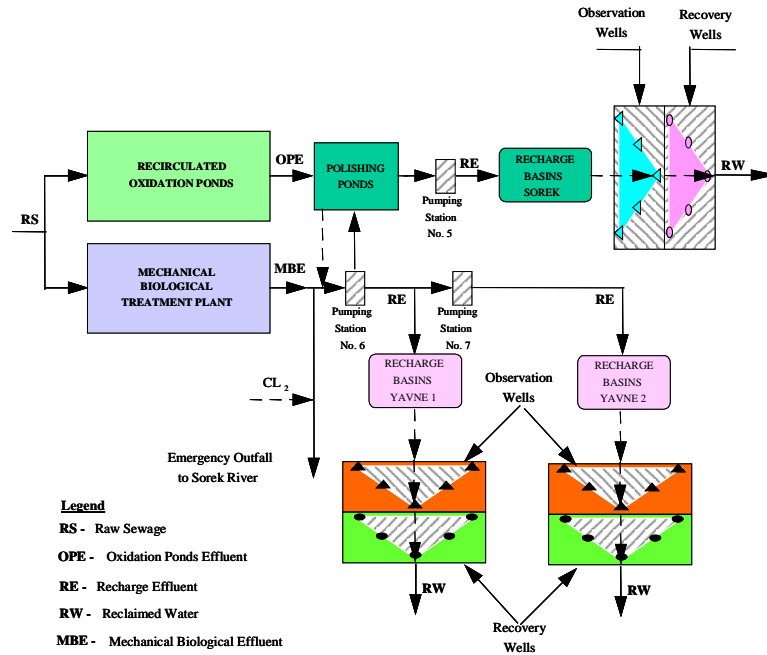 Observation
Wells
Recovery
Wells
RECIRCULATED
OXIDATION PONDS
OPE
POLISHING
PONDS
RE
RECHARGE
BASINS
SOREK
RW
Pumping
Station
No. 5
RS
MECHANICAL
BIOLOGICAL
TREATMENT PLANT
MBE
RE
RE
Pumping
Station
No. 6
Pumping
Station
No. 7
CL 2
RECHARGE
BASINS
YAVNE 1
Observation
Wells
RECHARGE
BASINS
YAVNE 2
Emergency Outfall
to Sorek River
Legend
RS - Raw Sewage
OPE - Oxidation Ponds Effluent
RE - Recharge Effluent
RW - Reclaimed Water
MBE - Mechanical Biological Effluent
RW
RW
Recovery
Wells